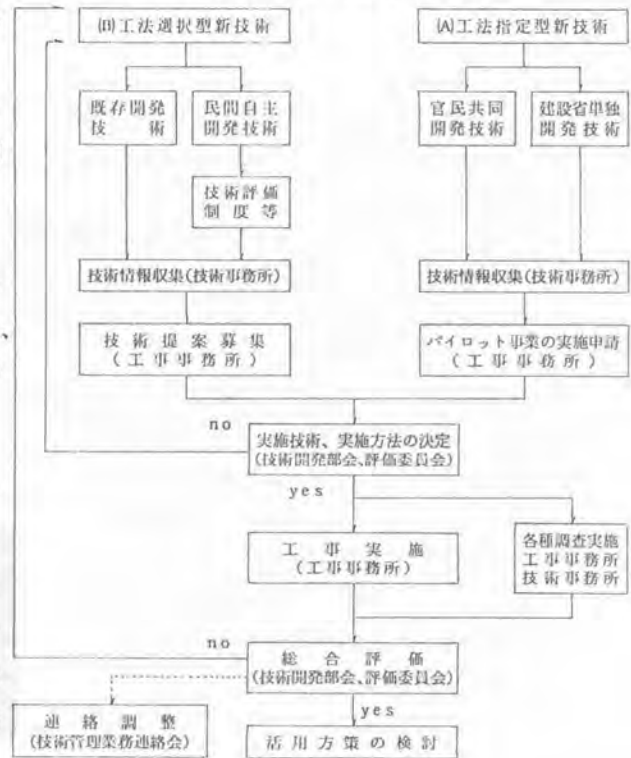 (B)工法選択型新技術
(A)工法指定型新技術
既存開発
技術
民間自主
開発技術
官民共同
開発技術
建設省単独
開発技術
技術評価
制度等
技術情報収集(技術事務所)
技術情報収集(技術事務所)
技術提案募集
(工事事務所)
パイロット事業の実施申請
(工事事務所)
no
実施技術、実施方法の決定
(技術開発部会、評価委員会)
yes
工事実施
(工事事務所)
各種調査実施
工事事務所
技術事務所
no
総合評価
(技術開発部会、評価委員会)
yes
連絡調整
(技術管理業務連絡会)
活用方策の検討